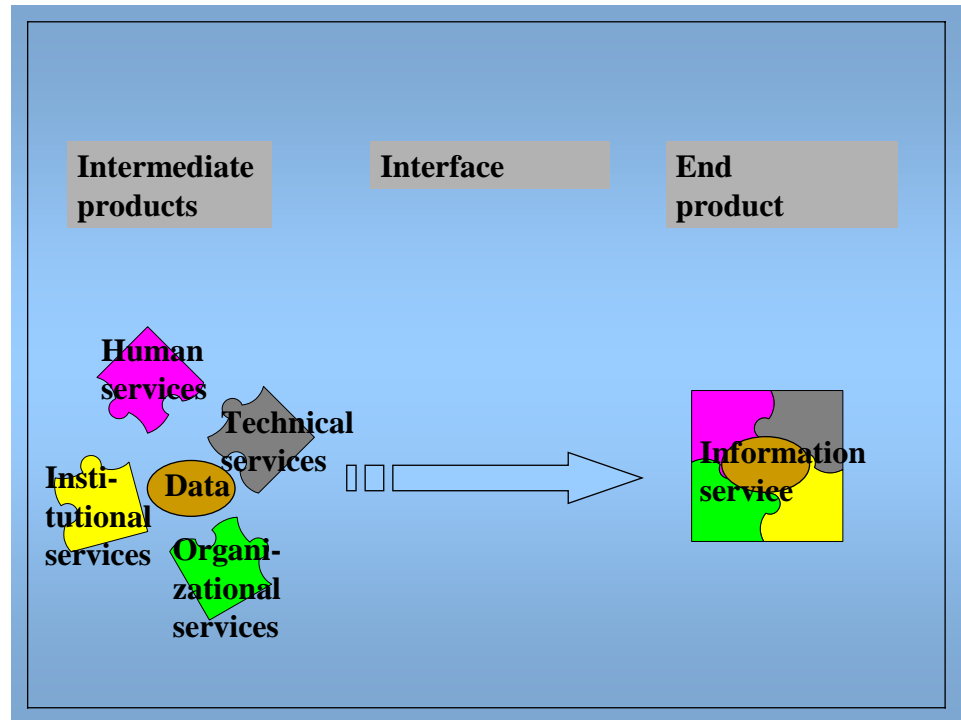 Intermediate
products
Interface
End
product
Human
services
Technical
services
Insti-
tutional
services
Data
Organi-
zational
services
Information
service